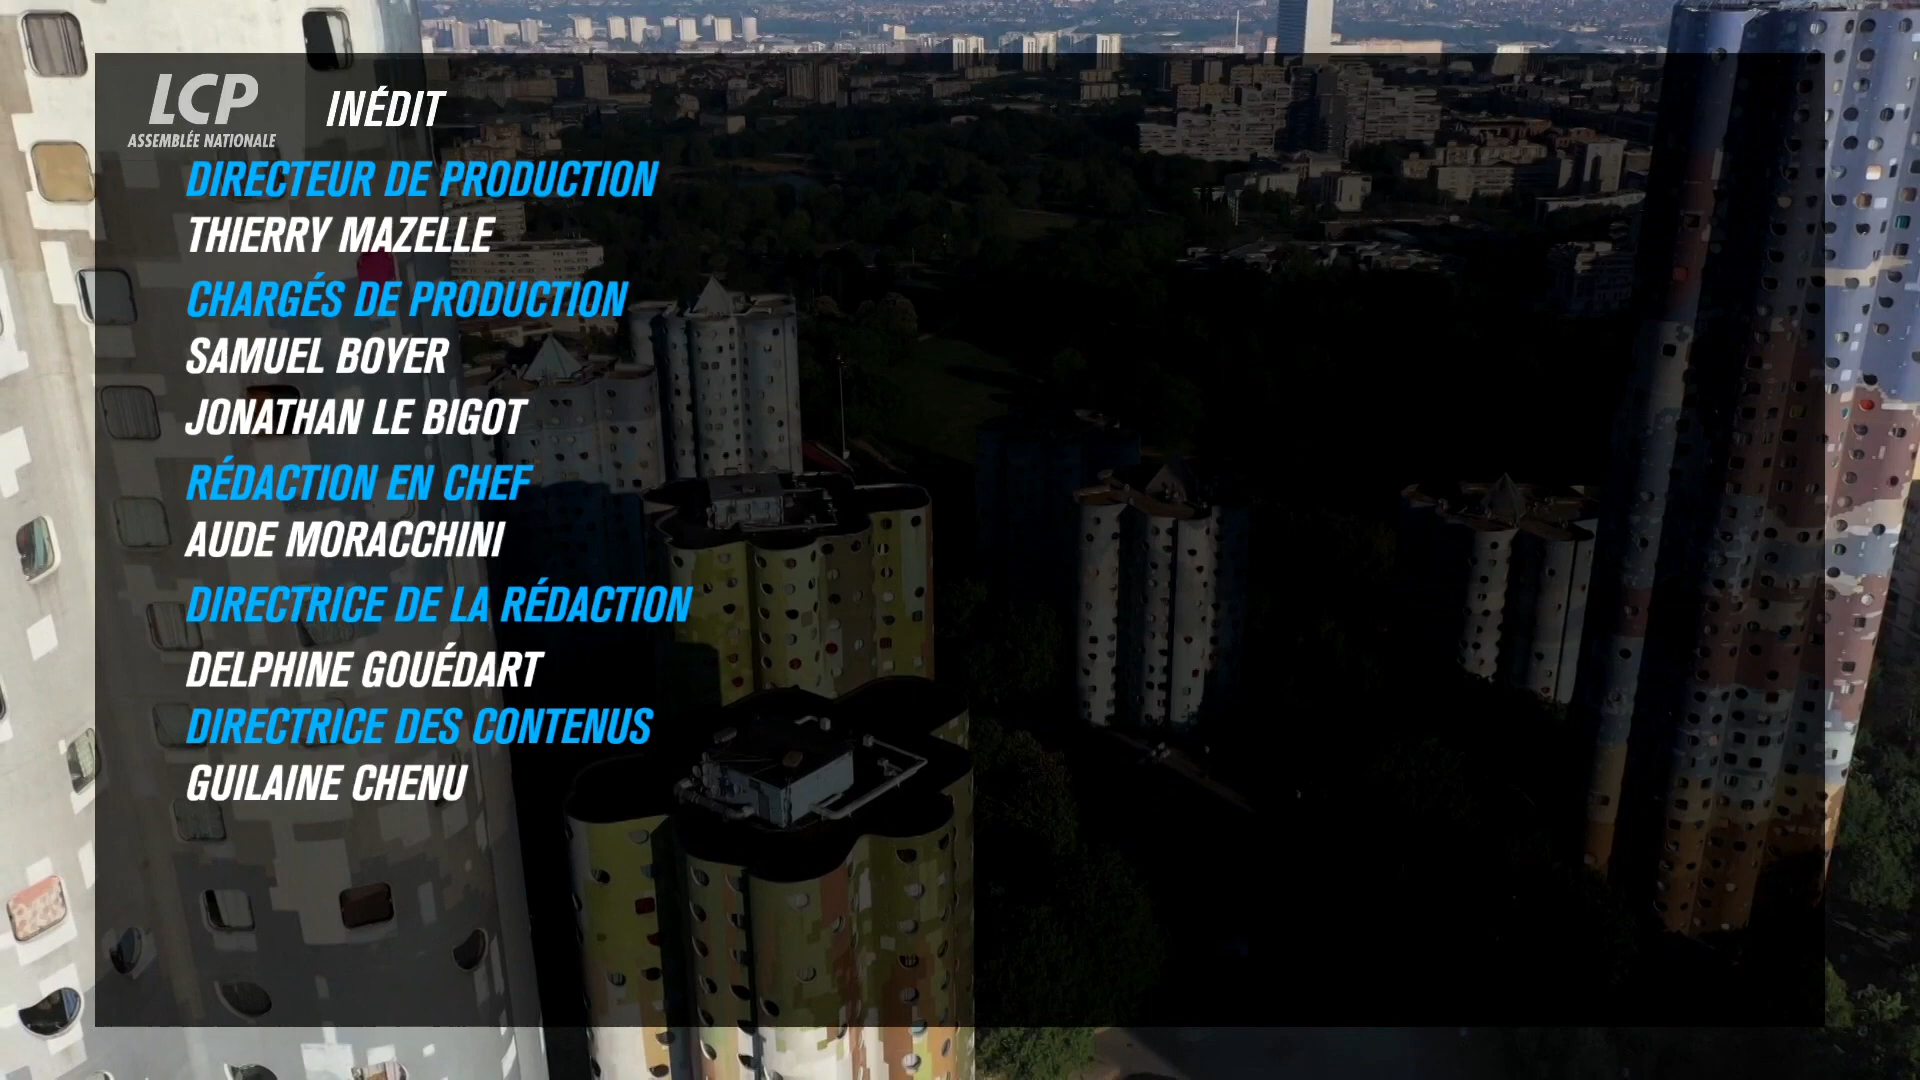 LCP
ASSEMBLÉE NATIONALE
INÉDIT
DIRECTEUR DE PRODUCTION
THIERRY MAZELLE
CHARGÉS DE PRODUCTION
SAMUEL BOYER
JONATHAN LE BIGOT
RÉDACTION EN CHEF
AUDE MORACCHINI
DIRECTRICE DE LA RÉDACTION
DELPHINE GOUÉDART
DIRECTRICE DES CONTENUS
GUILAINE CHENU